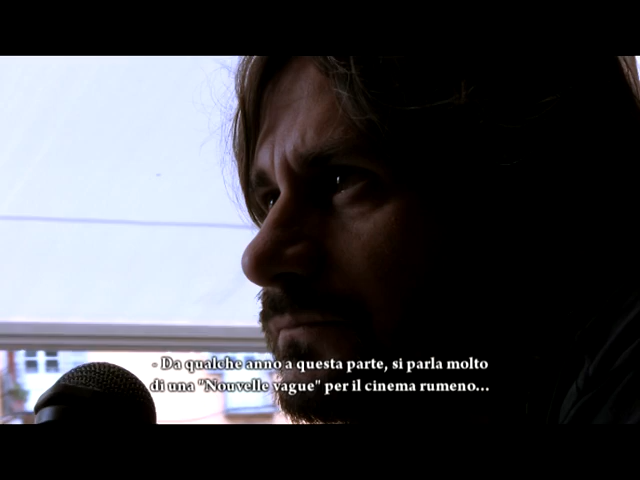 - Da qualche anno a questa parte, si parla molto
di una "Nouvelle vague" per il cinema rumeno...